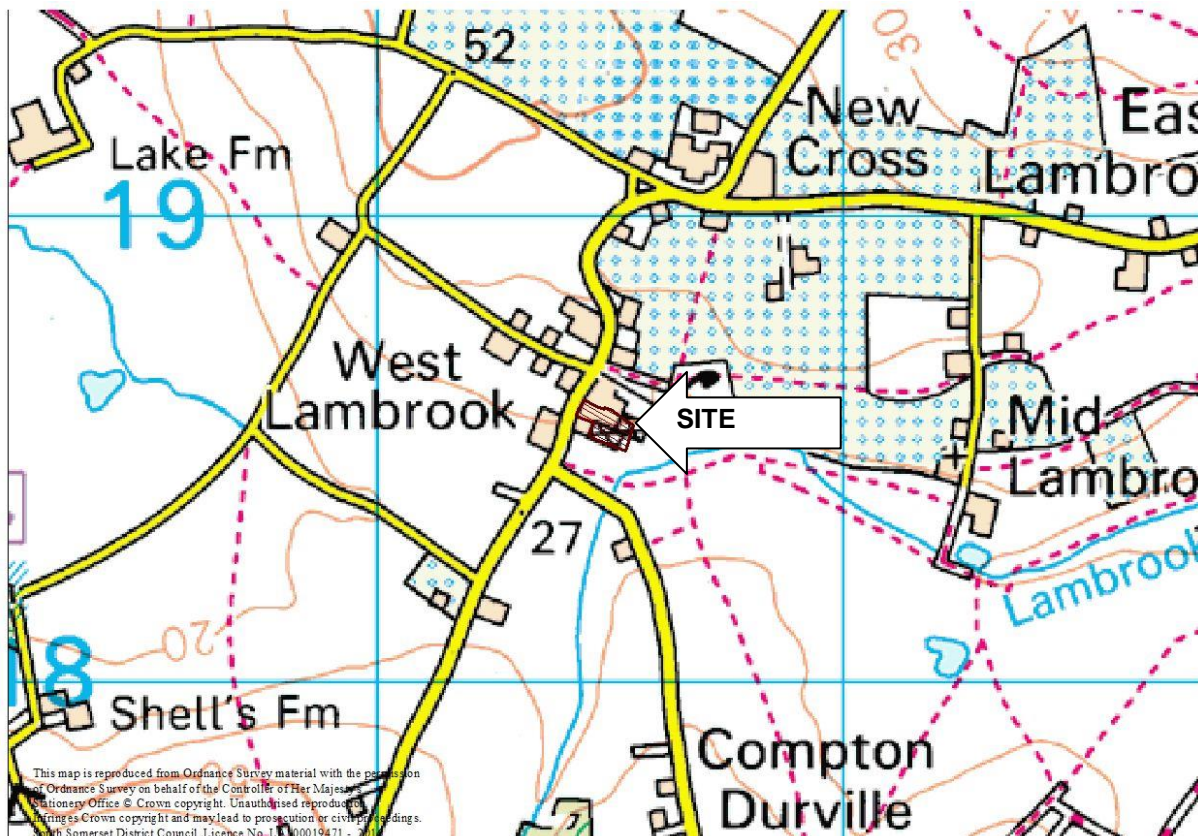 52
30
New
Cross
Eas
Lambro
Lake Fm
19
West
Lambrook
SITE
Mid
Lambro
27
Lambrook
20
18
Shell's Fm
Compton
Durville
This map is reproduced from Ordnance Survey material with the permission
of Ordnance Survey on behalf of the Controller of Her Majesty's
Stationery Office © Crown copyright. Unauthorised reproduction
infringes Crown copyright and may lead to prosecution or civil proceedings.
South Somerset District Council, Licence No.